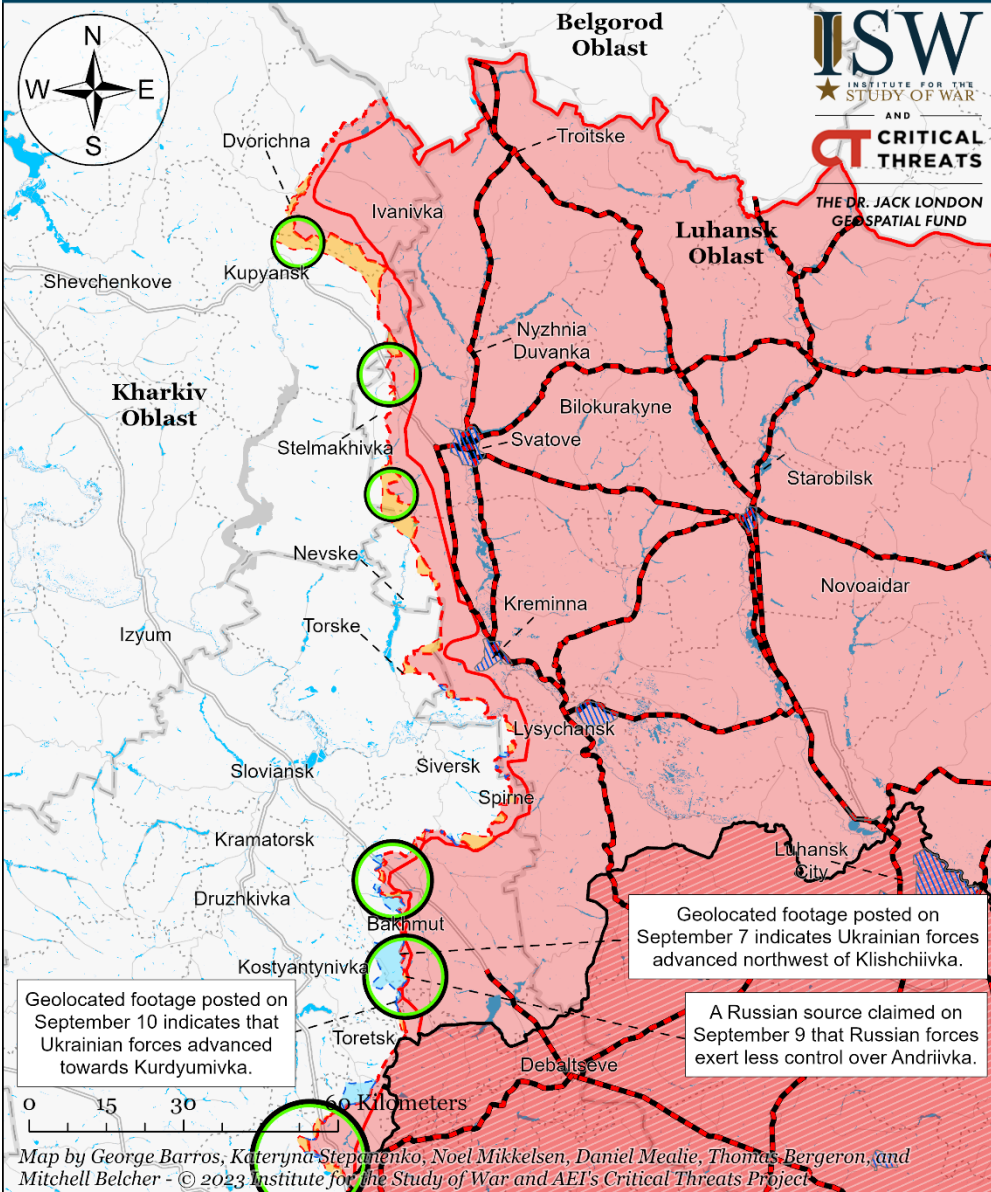 N
W
E
S
Belgorod
Oblast
ISW
INSTITUTE FOR THE
STUDY OF WAR
AND
CT CRITICAL
THREATS
THE DR. JACK LONDON
GEOSPATIAL FUND
Dvorichna
Troitske
Ivanivka
Luhansk
Oblast
Shevchenkove
Kupyansk
Nyzhnia
Duvanka
Kharkiv
Oblast
Bilokurakyne
Stelmakhivka
Svatove
Starobilsk
Nevske
Novoaidar
Kreminna
Torske
Izyum
Lysychansk
Sloviansk
Siversk
Spirne
Kramatorsk
Luhansk
City
Druzhkivka
Bakhmut
Geolocated footage posted on
September 7 indicates Ukrainian forces
advanced northwest of Klishchiivka.
Kostyantynivka
Geolocated footage posted on
September 10 indicates that
Ukrainian forces advanced
towards Kurdyumivka.
A Russian source claimed on
September 9 that Russian forces
exert less control over Andriivka.
Toretsk
Debaltseve
0 15 30 60 Kilometers
Map by George Barros, Kateryna Stepanenko, Noel Mikkelsen, Daniel Mealie, Thomas Bergeron, and
Mitchell Belcher - © 2023 Institute for the Study of War and AEI's Critical Threats Project